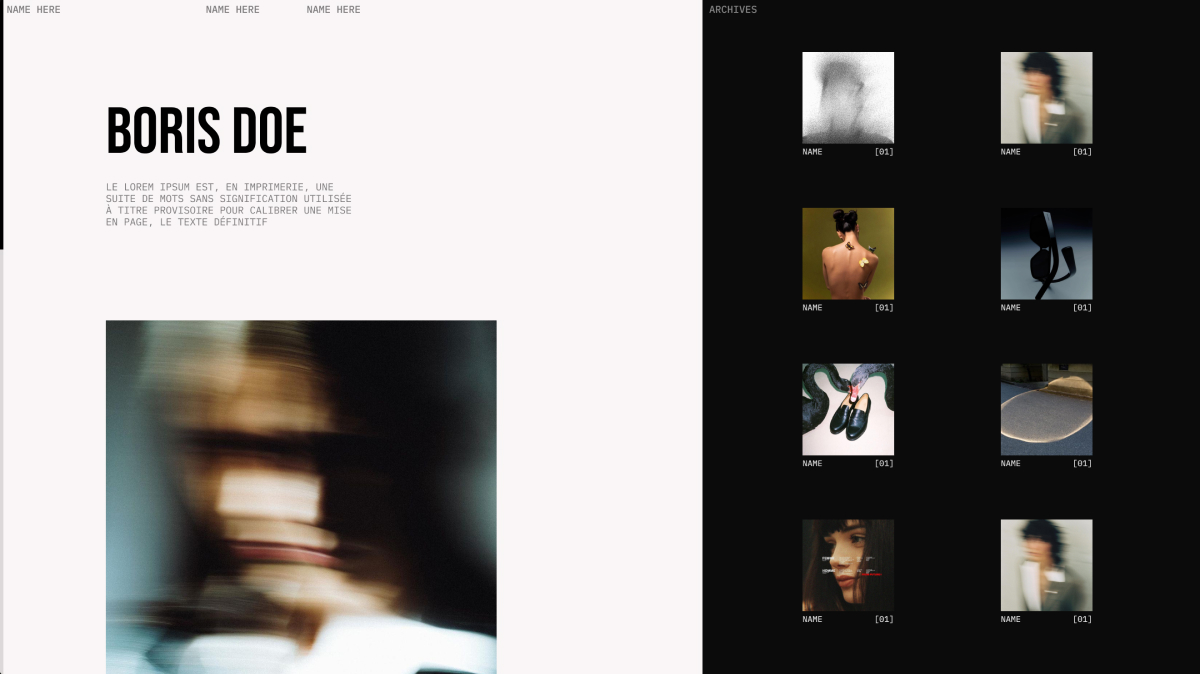 NAME HERE
NAME HERE
NAME HERE
ARCHIVES
BORIS DOE
LE LOREM IPSUM EST, EN IMPRIMERIE, UNE
SUITE DE MOTS SANS SIGNIFICATION UTILISÉE
À TITRE PROVISOIRE POUR CALIBRER UNE MISE
EN PAGE, LE TEXTE DÉFINITIF
NAME [01]
NAME [01]
NAME [01]
NAME [01]
NAME [01]
NAME [01]
NAME [01]
NAME [01]